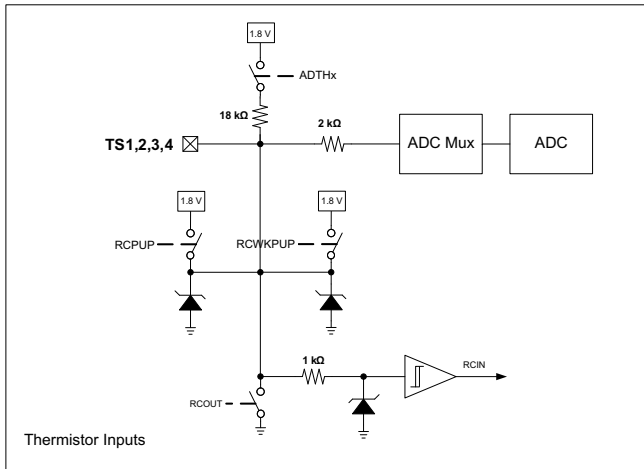 1.8 V
ADTHx
18 kΩ
2 kΩ
TS1,2,3,4
ADC Mux
ADC
1.8 V
1.8 V
RCPUP
RCWKPUP
1 kΩ
RCIN
RCOUT
Thermistor Inputs